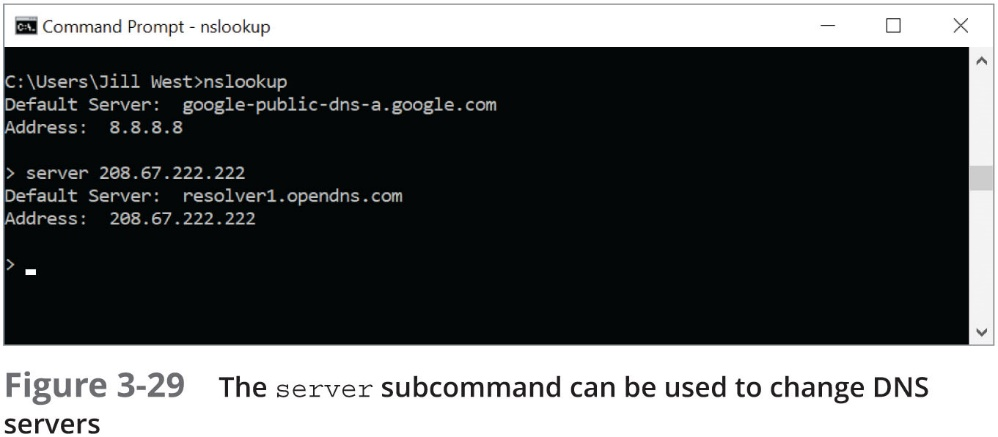 Command Prompt - nslookup
C:\Users\Jill West>nslookup
Default Server:  google-public-dns-a.google.com
Address:  8.8.8.8
> server 208.67.222.222
Default Server:  resolver1.opendns.com
Address:  208.67.222.222
>
Figure 3-29 The server subcommand can be used to change DNS
servers